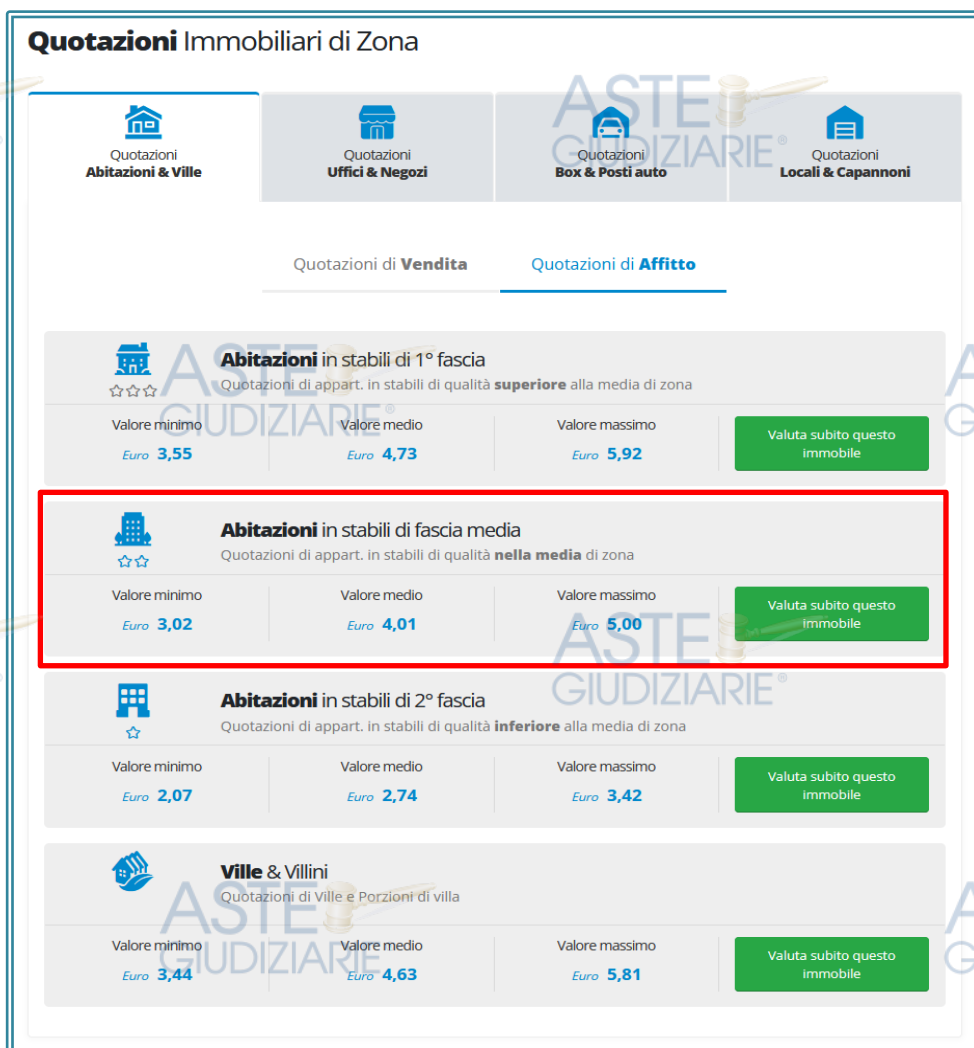 Quotazioni Immobiliari di Zona
Quotazioni
Abitazioni & Ville
Quotazioni
Uffici & Negozi
Quotazioni
Box & Posti auto
Quotazioni
Locali & Capannoni
ASTE
GIUDIZIARIE®
Quotazioni di Vendita
Quotazioni di Affitto
Abitazioni in stabili di 1° fascia
Quotazioni di appart. in stabili di qualità superiore alla media di zona
ASTE
GIUDIZIARIE®
Valore minimo
Euro 3,55
Valore medio
Euro 4,73
Valore massimo
Euro 5,92
Valuta subito questo
immobile
Abitazioni in stabili di fascia media
Quotazioni di appart. in stabili di qualità nella media di zona
Valore minimo
Euro 3,02
Valore medio
Euro 4,01
Valore massimo
Euro 5,00
Valuta subito questo
immobile
ASTE
GIUDIZIARIE®
Abitazioni in stabili di 2° fascia
Quotazioni di appart. in stabili di qualità inferiore alla media di zona
Valore minimo
Euro 2,07
Valore medio
Euro 2,74
Valore massimo
Euro 3,42
Valuta subito questo
immobile
Ville & Villini
Quotazioni di Ville e Porzioni di villa
ASTE
GIUDIZIARIE
Valore minimo
Euro 3,44
Valore medio
Euro 4,63
Valore massimo
Euro 5,81
Valuta subito questo
immobile